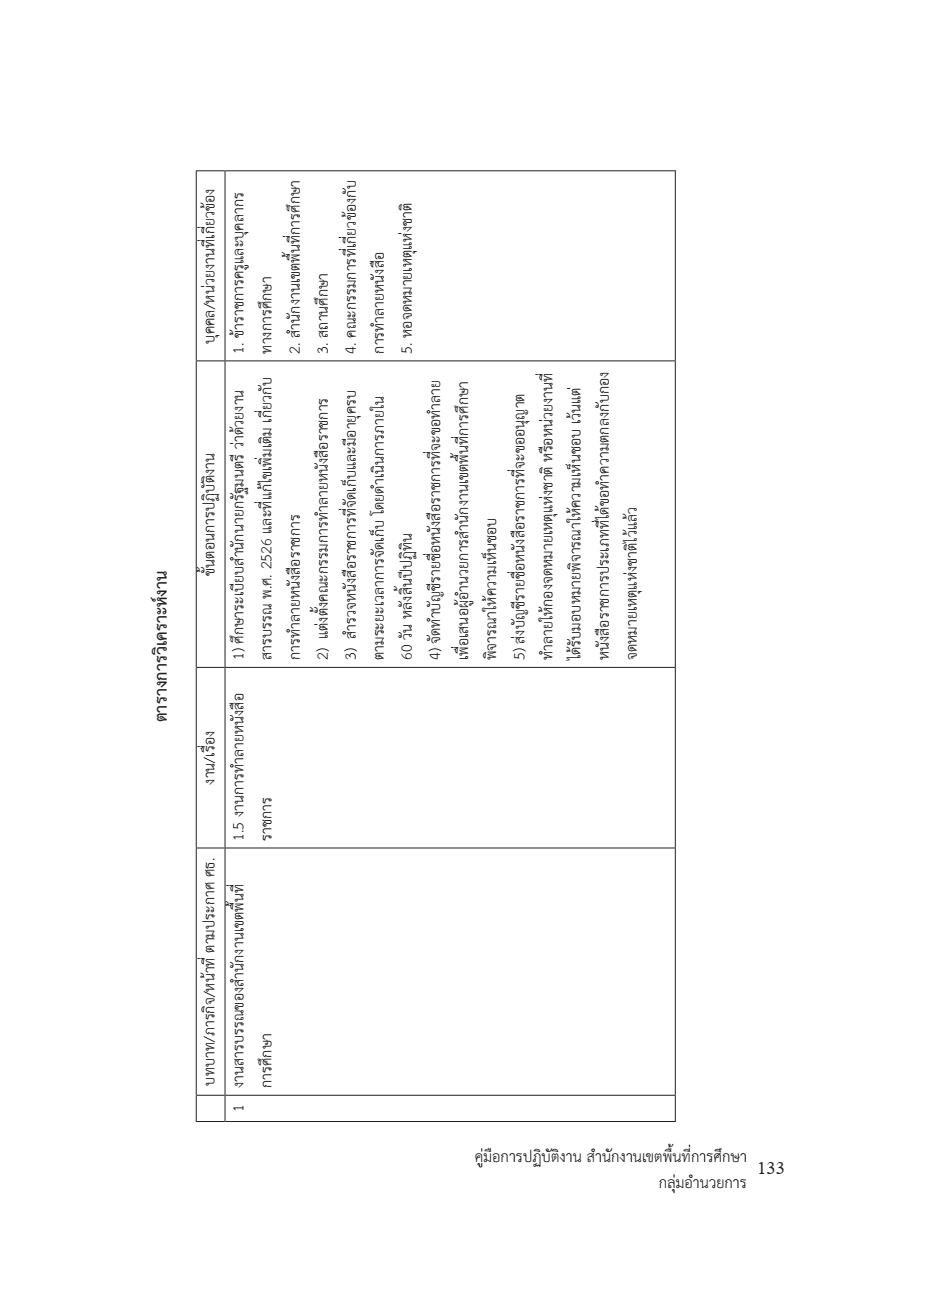 ตารางการวิเคราะห์งาน
บทบาท/ภารกิจ/หน้าที่ ตามประกาศ ศธ.
งาน/เรื่อง
ขั้นตอนการปฏิบัติงาน
บุคคล/หน่วยงานที่เกี่ยวข้อง
1
งานสารบรรณของสำนักงานเขตพื้นที่
การศึกษา
1.5 งานการทำลายหนังสือ
ราชการ
1) ศึกษาระเบียบสำนักนายกรัฐมนตรี ว่าด้วยงาน
สารบรรณ พ.ศ. 2526 และที่แก้ไขเพิ่มเติม เกี่ยวกับ
การทำลายหนังสือราชการ
2) แต่งตั้งคณะกรรมการทำลายหนังสือราชการ
3) สำรวจหนังสือราชการที่จัดเก็บและมีอายุครบ
ตามระยะเวลาการจัดเก็บ โดยดำเนินการภายใน
60 วัน หลังสิ้นปีปฏิทิน
4) จัดทำบัญชีรายชื่อหนังสือราชการที่จะขอทำลาย
เพื่อเสนอผู้อำนวยการสำนักงานเขตพื้นที่การศึกษา
พิจารณาให้ความเห็นชอบ
5) ส่งบัญชีรายชื่อหนังสือราชการที่จะขออนุญาต
ทำลายให้กองจดหมายเหตุแห่งชาติ หรือหน่วยงานที่
ได้รับมอบหมายพิจารณาให้ความเห็นชอบ เว้นแต่
หนังสือราชการประเภทที่ได้ขอทำความตกลงกับกอง
จดหมายเหตุแห่งชาติไว้แล้ว
1. ข้าราชการครูและบุคลากร
ทางการศึกษา
2. สำนักงานเขตพื้นที่การศึกษา
3. สถานศึกษา
4. คณะกรรมการที่เกี่ยวข้องกับ
การทำลายหนังสือ
5. หอจดหมายเหตุแห่งชาติ
คู่มือการปฏิบัติงาน สำนักงานเขตพื้นที่การศึกษา
กลุ่มอำนวยการ
133